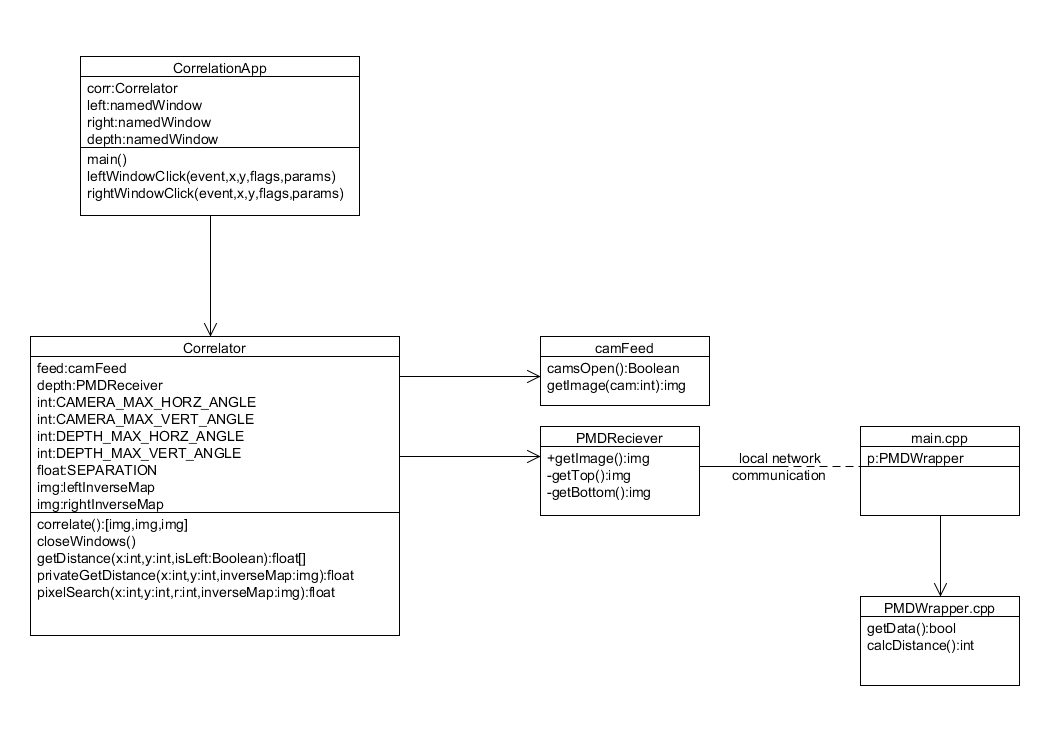 CorrelationApp
corr:Correlator
left:namedWindow
right:namedWindow
depth:namedWindow
main()
leftWindowClick(event,x,y,flags,params)
rightWindowClick(event,x,y,flags,params)
Correlator
feed:camFeed
depth:PMDReceiver
int:CAMERA_MAX_HORZ_ANGLE
int:CAMERA_MAX_VERT_ANGLE
int:DEPTH_MAX_HORZ_ANGLE
int:DEPTH_MAX_VERT_ANGLE
float:SEPARATION
img:leftInverseMap
img:rightInverseMap
correlate():[img,img,img]
closeWindows()
getDistance(x:int,y:int,isLeft:Boolean):float[]
privateGetDistance(x:int,y:int,inverseMap:img):float
pixelSearch(x:int,y:int,r:int,inverseMap:img):float
camFeed
camsOpen():Boolean
getImage(cam:int):img
PMDReciever
+getImage():img
-getTop():img
-getBottom():img
local network
communication
main.cpp
p:PMDWrapper
PMDWrapper.cpp
getData():bool
calcDistance():int